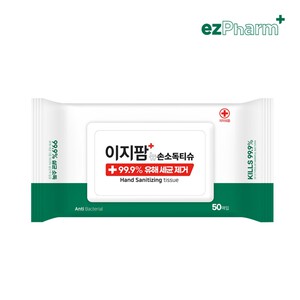 ezPharm+
이지팜+ 손소독티슈
+ 99.9% 유해 세균 제거
Hand Sanitizing tissue
Anti Bacterial
50매입
KILLS 99.9%